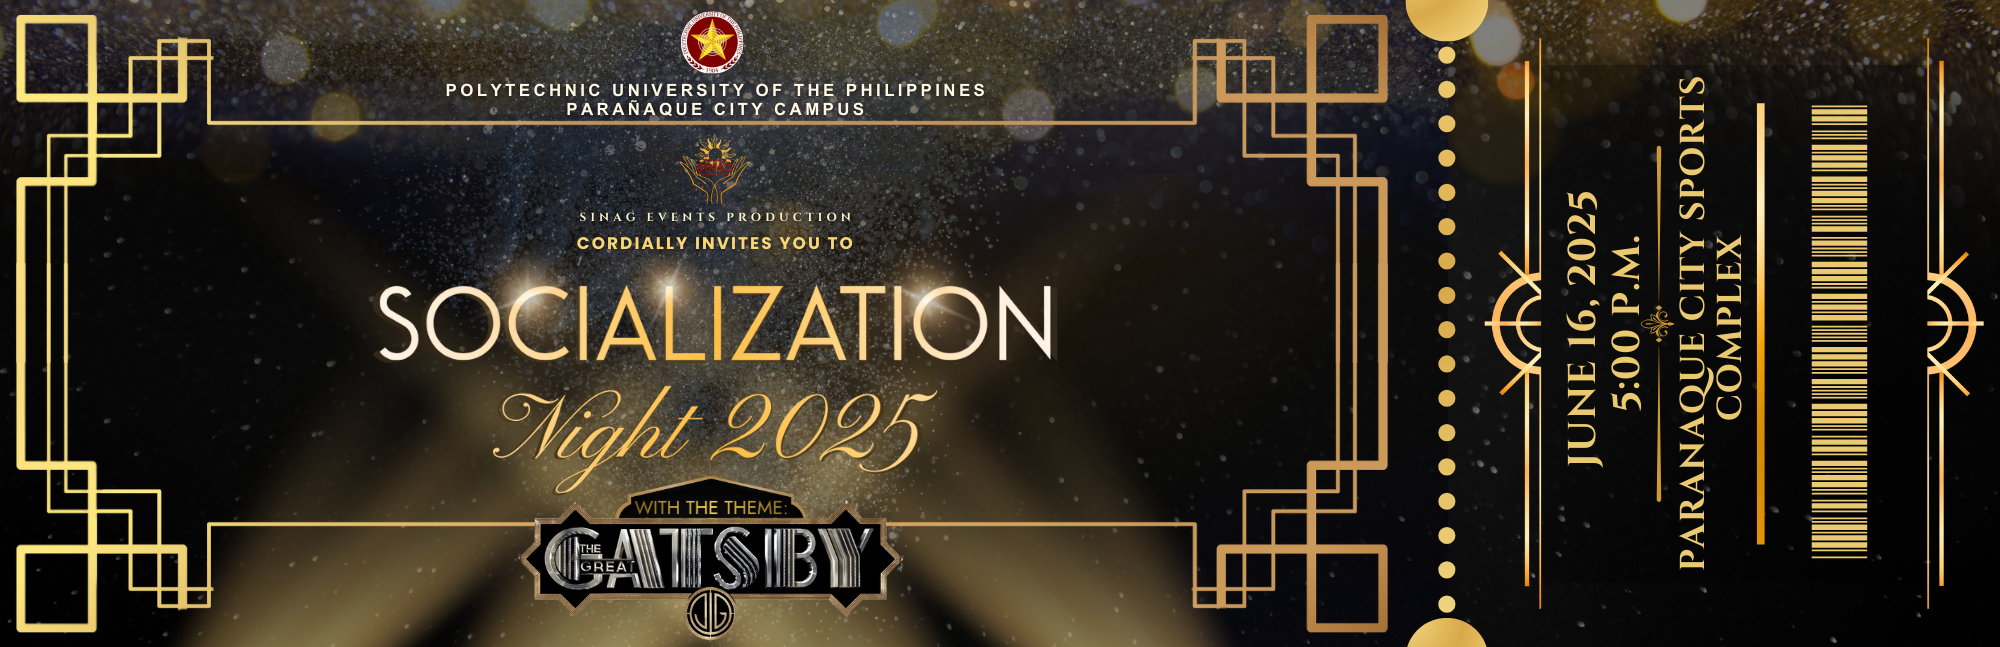 POLYTECHNIC UNIVERSITY OF THE PHILIPPINES
PARAÑAQUE CITY CAMPUS
SINAG EVENTS PRODUCTION
CORDIALLY INVITES YOU TO
SOCIALIZATION
Night 2025
WITH THE THEME:
THE
GREAT
GATSBY
JG
JUNE 16, 2025
5:00 P.M.
PARANAQUE CITY SPORTS
COMPLEX